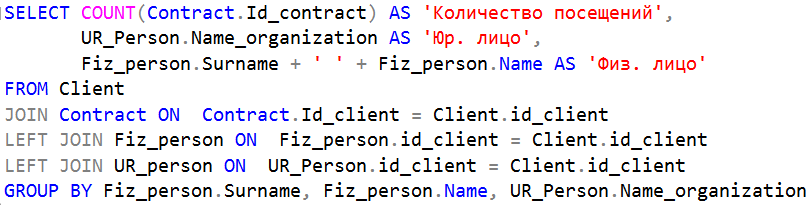 SELECT COUNT(Contract.Id_contract) AS 'Количество посещений',
UR_Person.Name_organization AS 'Юр. лицо',
Fiz_person.Surname + ' ' + Fiz_person.Name AS 'Физ. лицо'
FROM Client
JOIN Contract ON  Contract.Id_client = Client.id_client
LEFT JOIN Fiz_person ON  Fiz_person.id_client = Client.id_client
LEFT JOIN UR_person ON  UR_Person.id_client = Client.id_client
GROUP BY Fiz_person.Surname, Fiz_person.Name, UR_Person.Name_organization